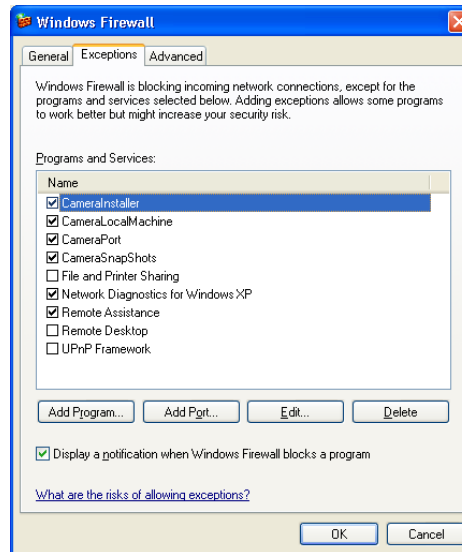 Windows Firewall
General Exceptions Advanced
Windows Firewall is blocking incoming network connections, except for the
programs and services selected below. Adding exceptions allows some programs
to work better but might increase your security risk.
Programs and Services:
Name
CameraInstaller
CameraLocalMachine
CameraPort
CameraSnapShots
File and Printer Sharing
Network Diagnostics for Windows XP
Remote Assistance
Remote Desktop
UPnP Framework
Add Program... Add Port... Edit... Delete
Display a notification when Windows Firewall blocks a program
What are the risks of allowing exceptions?
OK Cancel